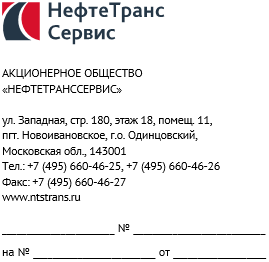 НефтеТранс
Сервис
АКЦИОНЕРНОЕ ОБЩЕСТВО
«НЕФТЕТРАНССЕРВИС»
ул. Западная, стр. 180, этаж 18, помещ. 11,
пгт. Новоивановское, г.о. Одинцовский,
Московская обл., 143001
Тел.: +7 (495) 660-46-25, +7 (495) 660-46-26
Факс: +7 (495) 660-46-27
www.ntstrans.ru
__________________ № _____________________
на № ____________________ от _______________